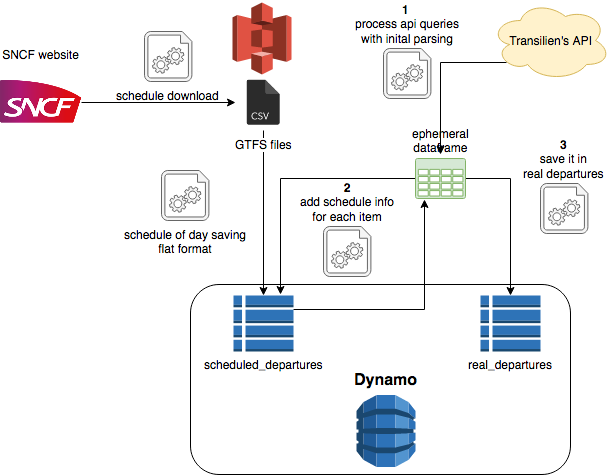 SNCF website
SNCF
schedule download
CSV
GTFS files
1
process api queries
with inital parsing
Transilien's API
ephemeral
dataframe
3
save it in
real departures
2
add schedule info
for each item
schedule of day saving
flat format
scheduled_departures
real_departures
Dynamo